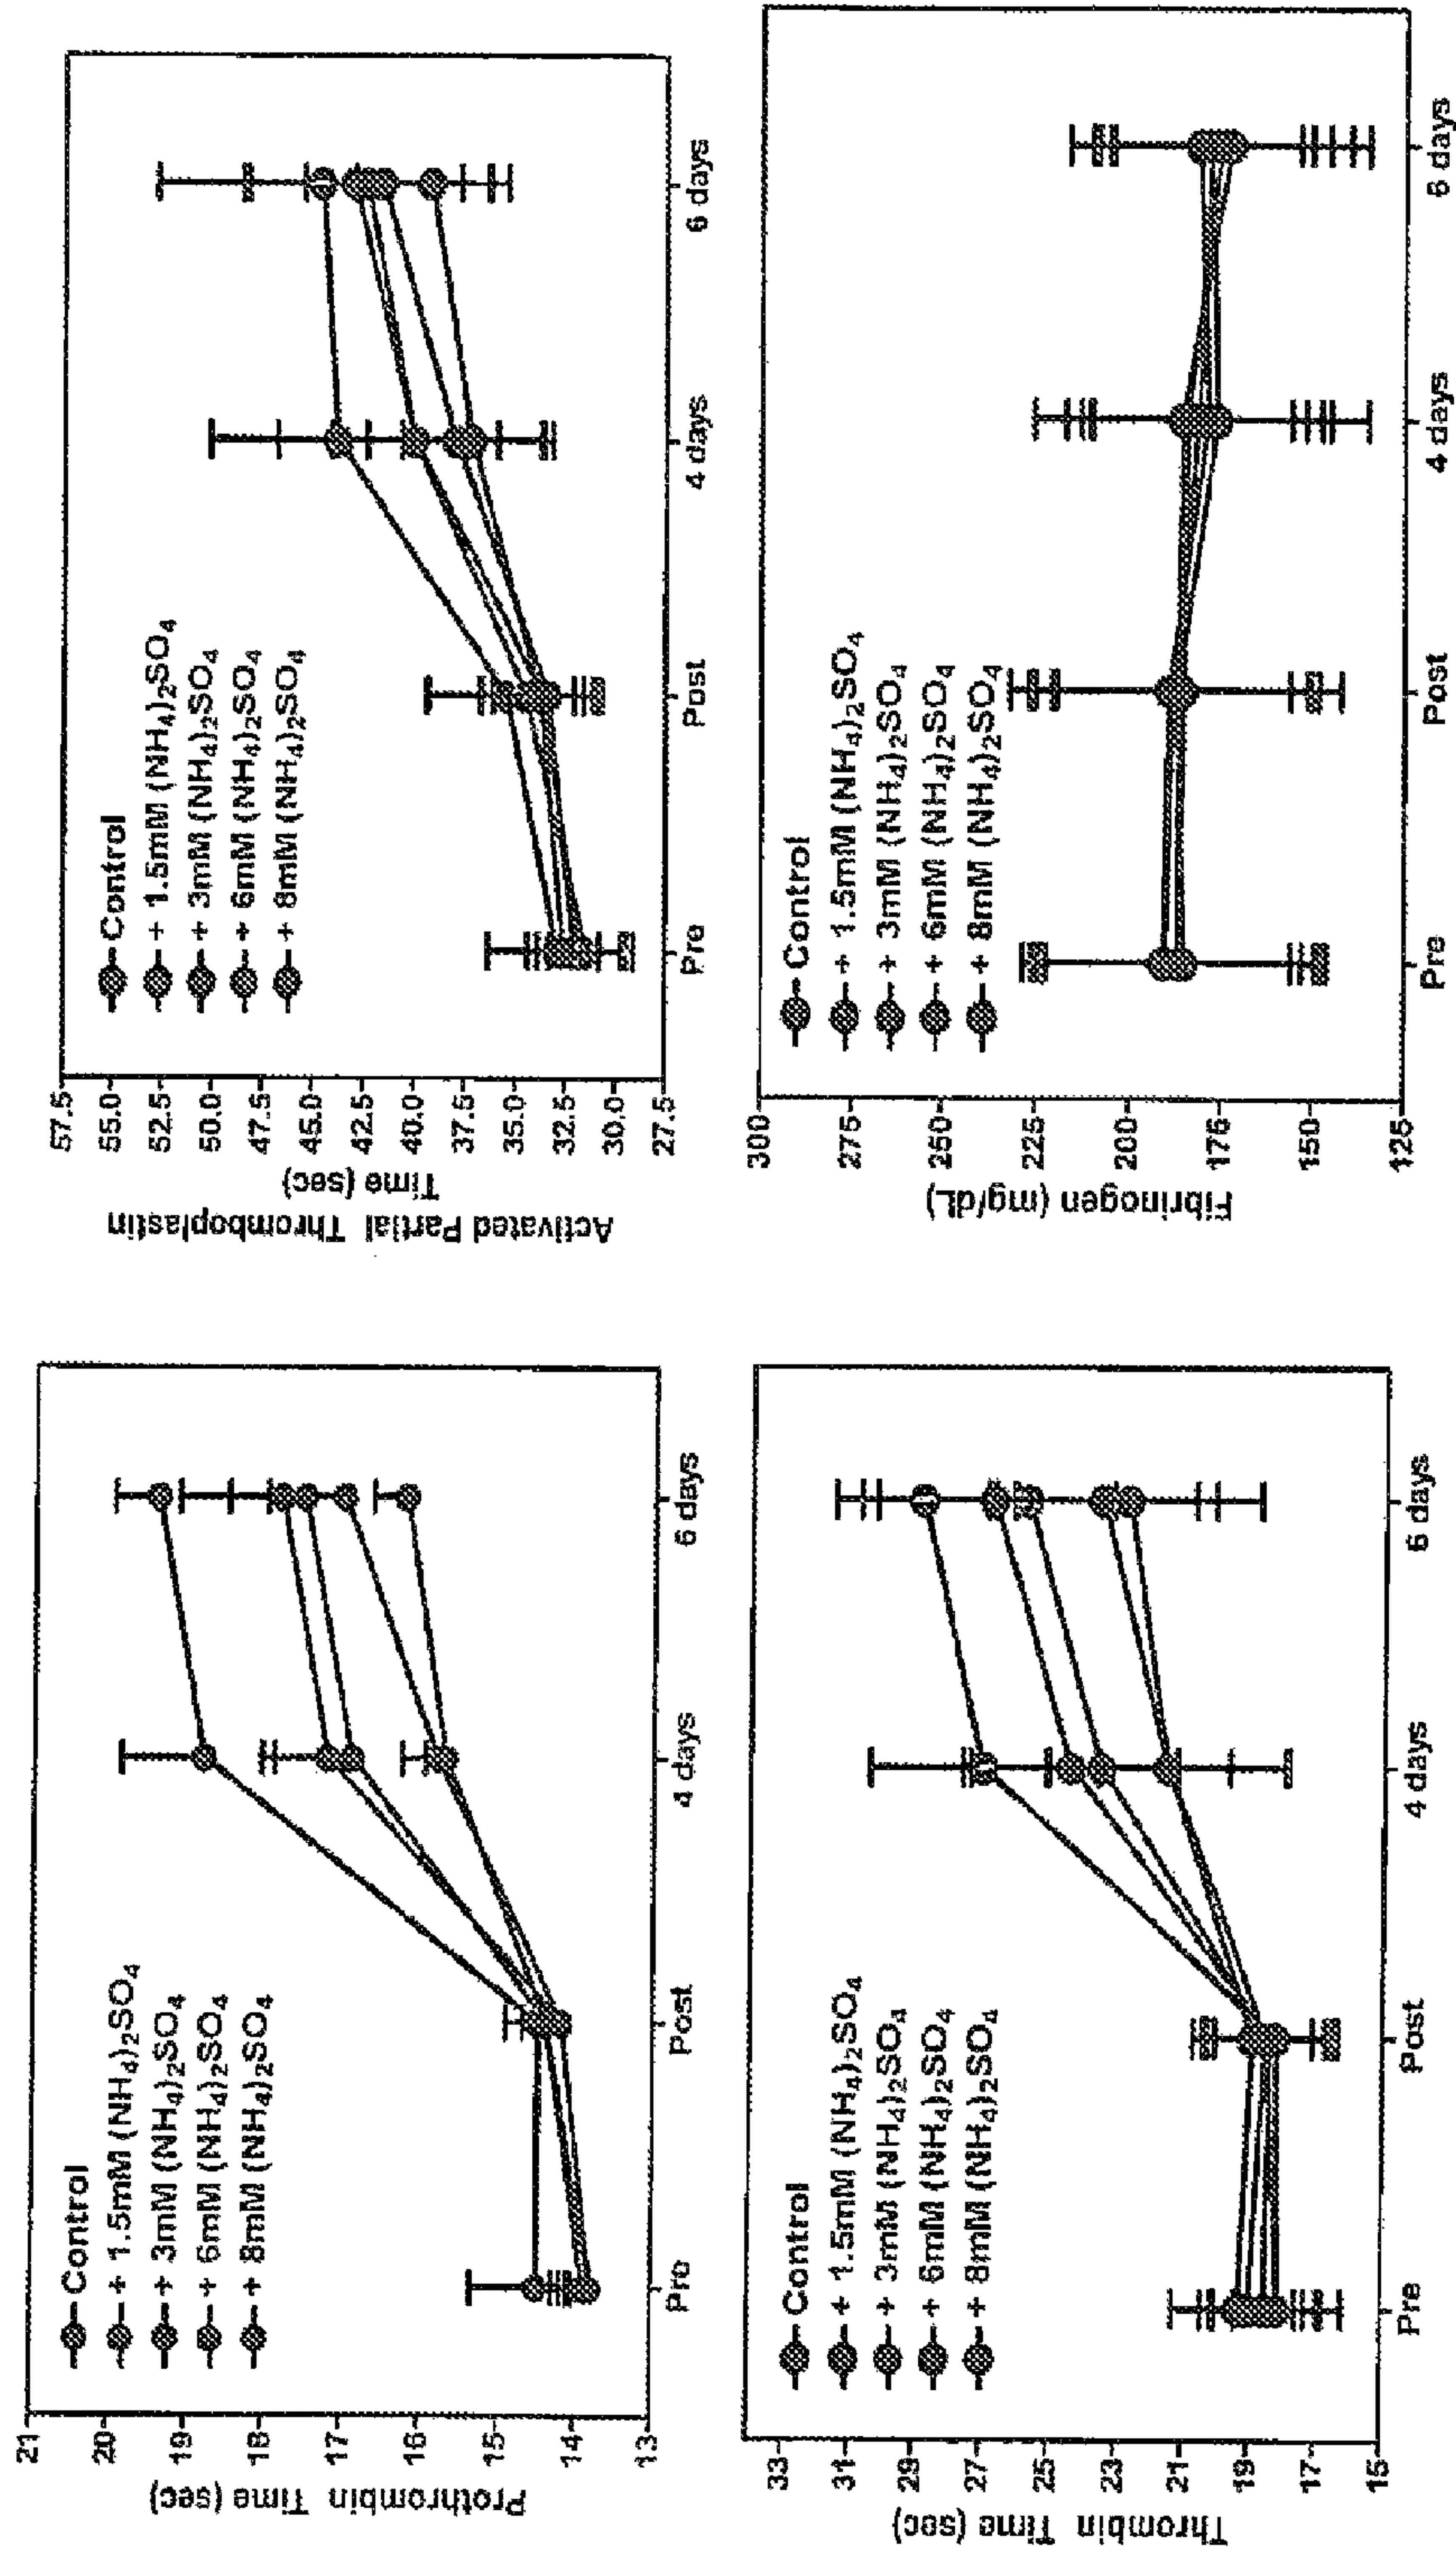 Prothrombin Time (sec)
21
20
19
18
17
16
15
14
13
Control
+ 1.5mM (NH4)2SO4
+ 3mM (NH4)2SO4
+ 6mM (NH4)2SO4
+ 8mM (NH4)2SO4
Pre
Post
4 days
6 days
Activated Partial Thromboplastin
Time (sec)
57.5
55.0
52.5
50.0
47.5
45.0
42.5
40.0
37.5
35.0
32.5
30.0
27.5
Control
+ 1.5mM (NH4)2SO4
+ 3mM (NH4)2SO4
+ 6mM (NH4)2SO4
+ 8mM (NH4)2SO4
Pre
Post
4 days
6 days
Thrombin Time (sec)
33
31
29
27
25
23
21
19
17
15
Control
+ 1.5mM (NH4)2SO4
+ 3mM (NH4)2SO4
+ 6mM (NH4)2SO4
+ 8mM (NH4)2SO4
Pre
Post
4 days
6 days
Fibrinogen (mg/dL)
300
275
250
225
200
175
150
125
Control
+ 1.5mM (NH4)2SO4
+ 3mM (NH4)2SO4
+ 6mM (NH4)2SO4
+ 8mM (NH4)2SO4
Pre
Post
4 days
6 days